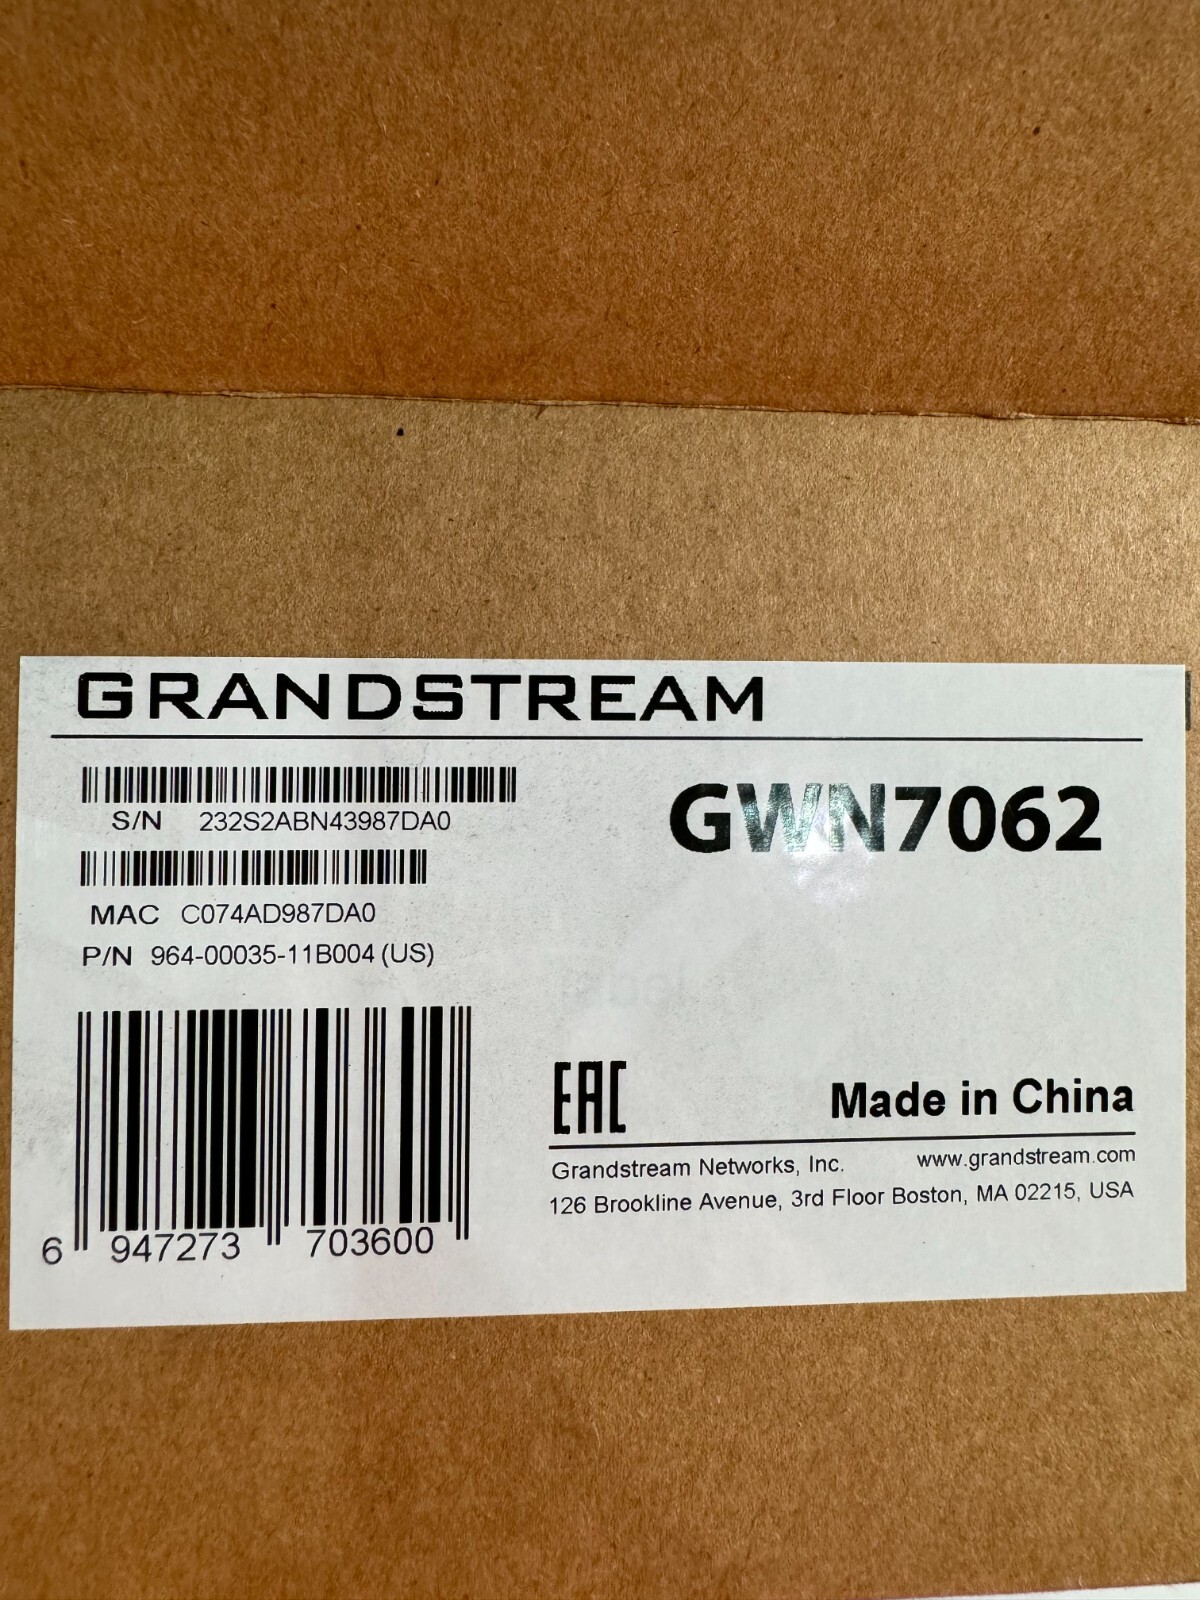 GRANDSTREAM
S/N 232S2ABN43987DA0
GWN7062
MAC C074AD987DA0
P/N 964-00035-11B004 (US)
EAC
Made in China
Grandstream Networks, Inc. www.grandstream.com
126 Brookline Avenue, 3rd Floor Boston, MA 02215, USA
6 947273 703600